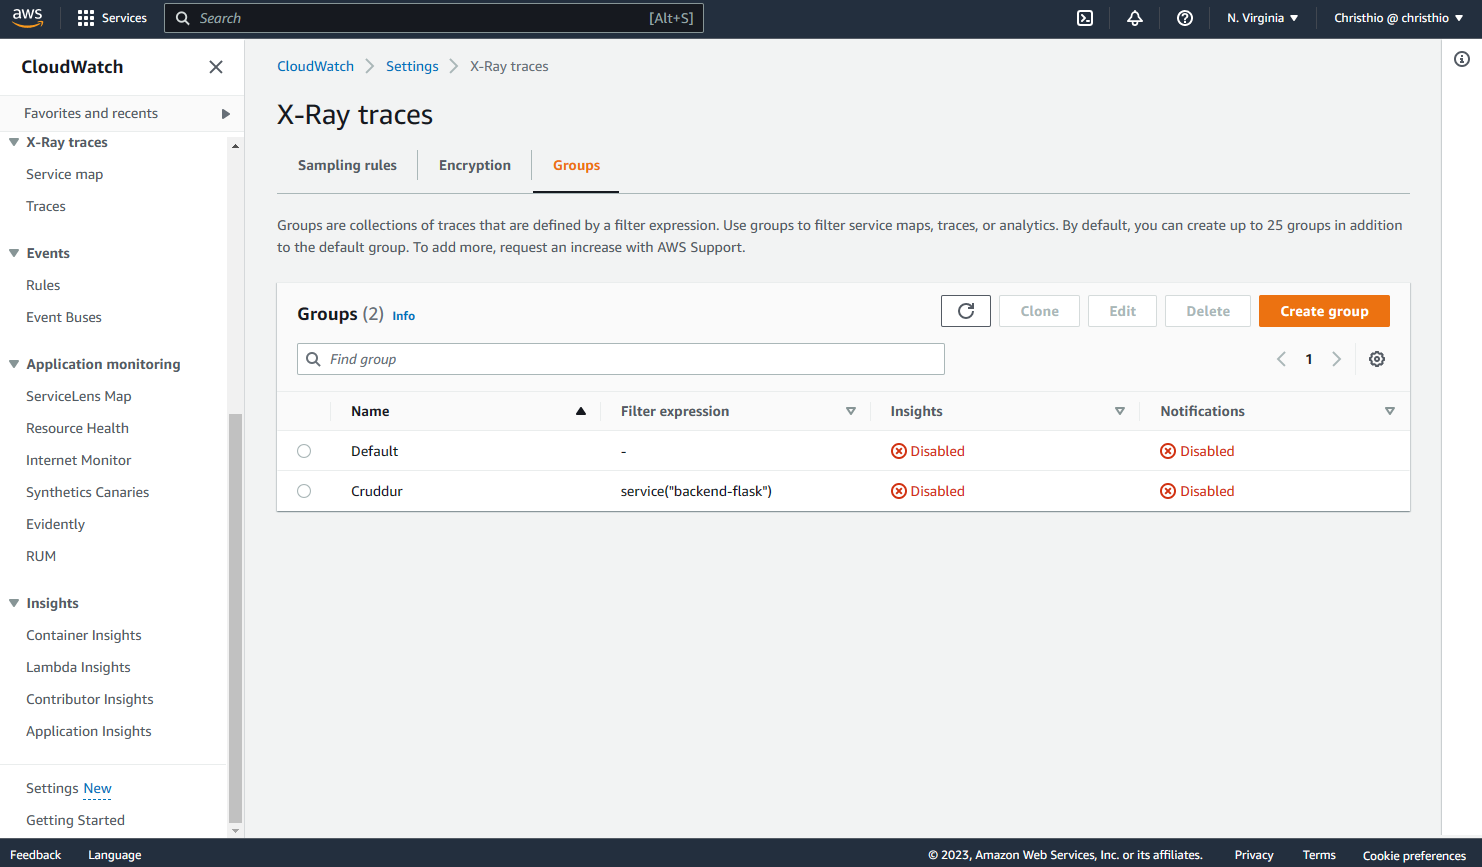 aws Services Search [Alt+S] N. Virginia Christhio @ christhio
CloudWatch
Favorites and recents
X-Ray traces
Service map
Traces
Events
Rules
Event Buses
Application monitoring
ServiceLens Map
Resource Health
Internet Monitor
Synthetics Canaries
Evidently
RUM
Insights
Container Insights
Lambda Insights
Contributor Insights
Application Insights
Settings New
Getting Started
CloudWatch Settings X-Ray traces
X-Ray traces
Sampling rules Encryption Groups
Groups are collections of traces that are defined by a filter expression. Use groups to filter service maps, traces, or analytics. By default, you can create up to 25 groups in addition
to the default group. To add more, request an increase with AWS Support.
Groups (2) Info Clone Edit Delete Create group
Find group 1
Name Filter expression Insights Notifications
Default - Disabled Disabled
Cruddur service("backend-flask") Disabled Disabled
Feedback Language © 2023, Amazon Web Services, Inc. or its affiliates. Privacy Terms Cookie preferences